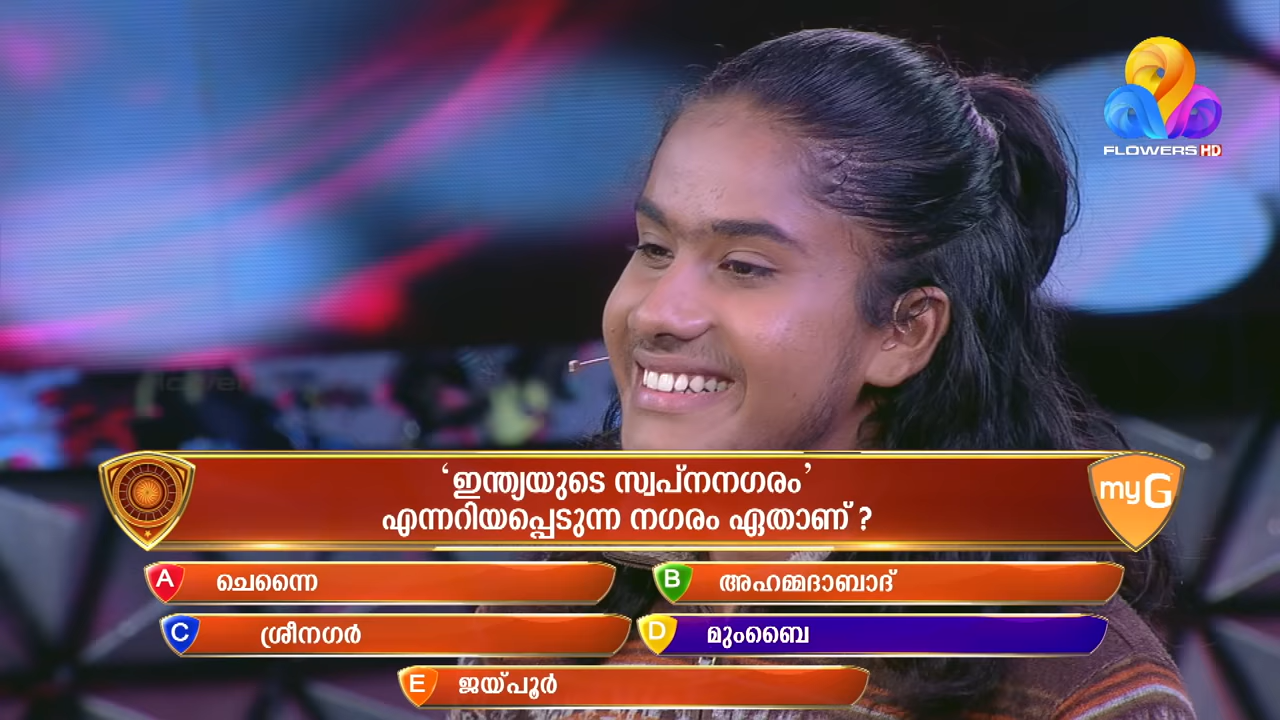 FLOWERS HD
‘ഇന്ത്യയുടെ സ്വപ്നനഗരം’
എന്നറിയപ്പെടുന്ന നഗരം ഏതാണ് ?
myG
A ചെന്നൈ
B അഹമ്മദാബാദ്
C ശ്രീനഗർ
D മുംബൈ
E ജയ്പൂർ